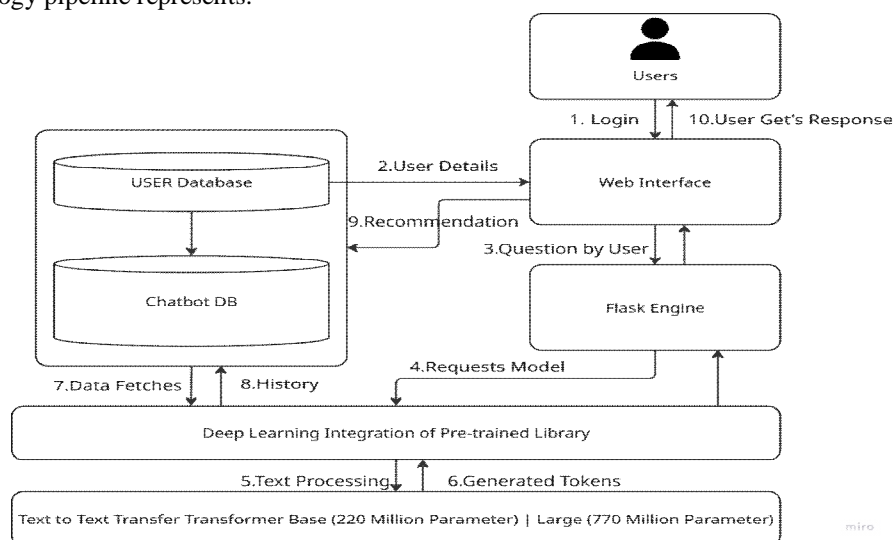 ogy pipeline represents.
Users
1. Login
10.User Get's Response
USER Database
2.User Details
Web Interface
9.Recommendation
3.Question by User
Chatbot DB
Flask Engine
4.Requests Model
7.Data Fetches
8.History
Deep Learning Integration of Pre-trained Library
5.Text Processing
6.Generated Tokens
Text to Text Transfer Transformer Base (220 Million Parameter) | Large (770 Million Parameter)
miro